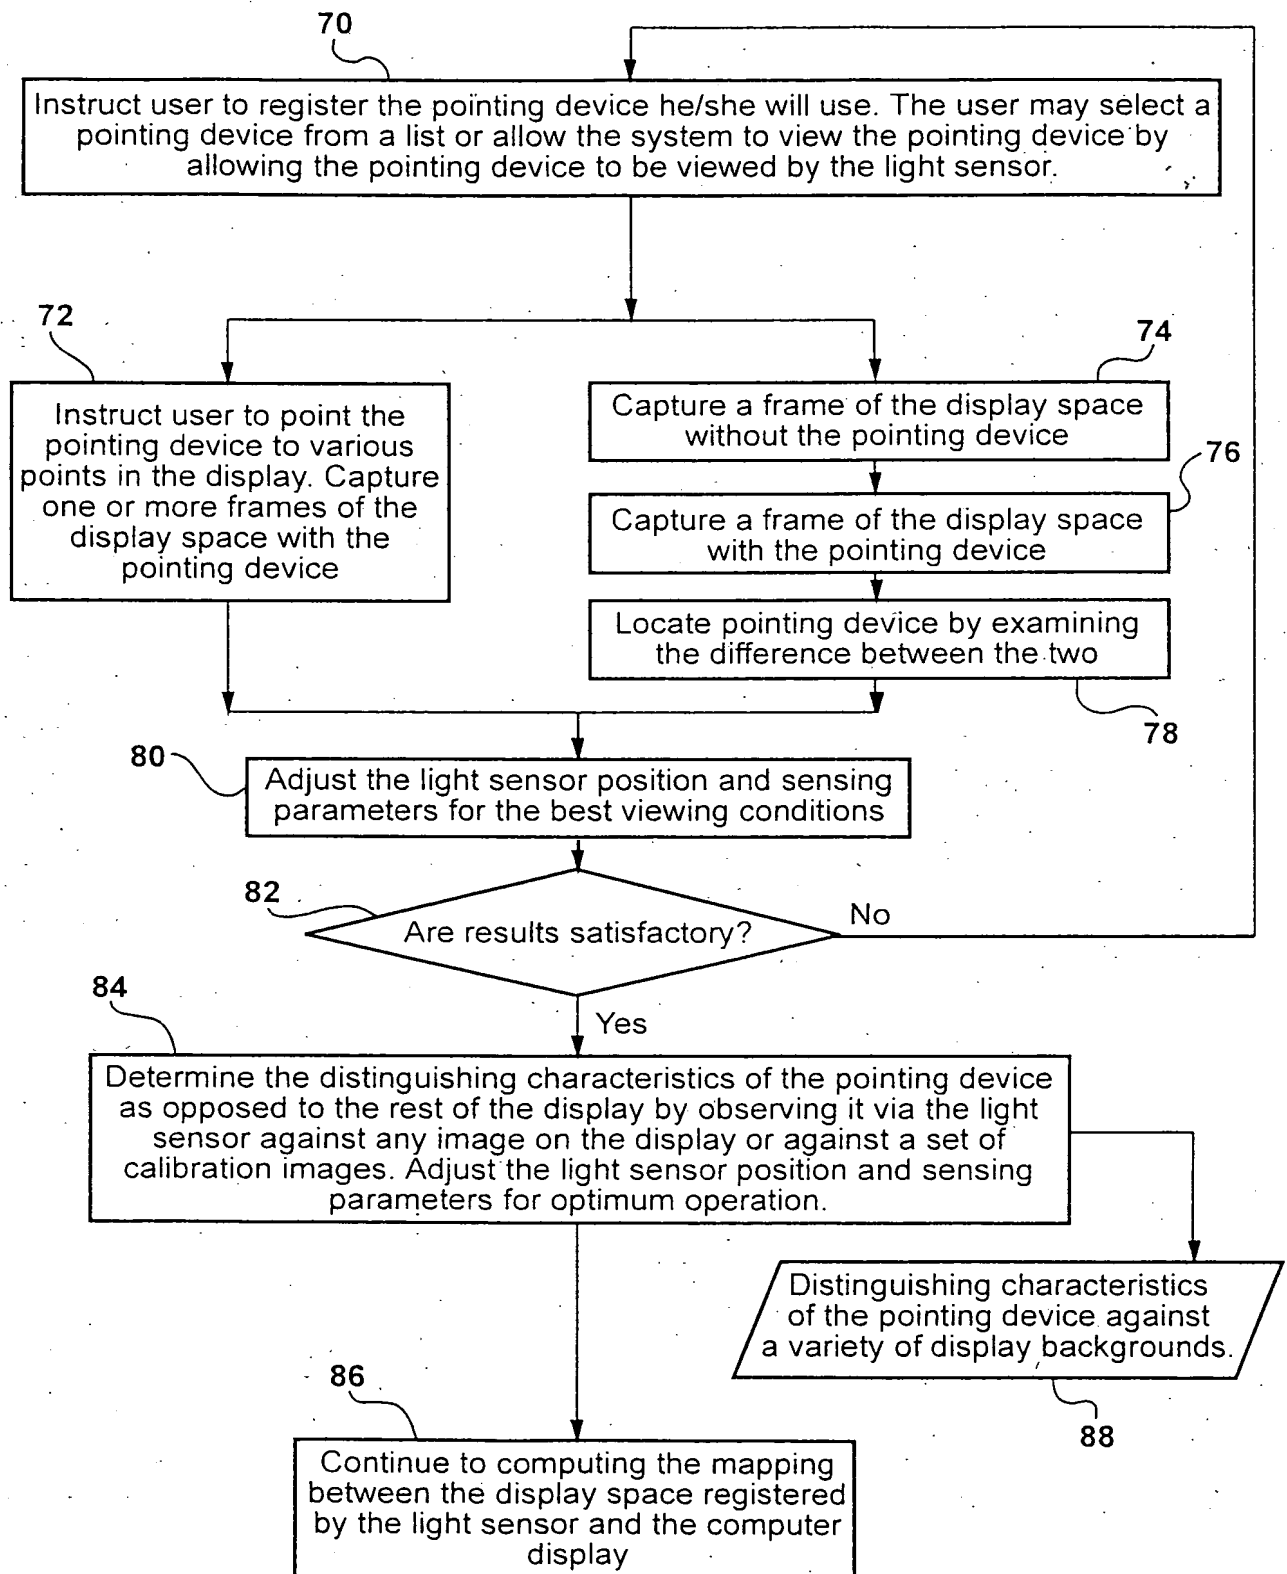 70
Instruct user to register the pointing device he/she will use. The user may select a
pointing device from a list or allow the system to view the pointing device by
allowing the pointing device to be viewed by the light sensor.
72
Instruct user to point the
pointing device to various
points in the display. Capture
one or more frames of the
display space with the
pointing device
74
Capture a frame of the display space
without the pointing device
76
Capture a frame of the display space
with the pointing device
Locate pointing device by examining
the difference between the two
78
80
Adjust the light sensor position and sensing
parameters for the best viewing conditions
82
Are results satisfactory?
No
Yes
84
Determine the distinguishing characteristics of the pointing device
as opposed to the rest of the display by observing it via the light
sensor against any image on the display or against a set of
calibration images. Adjust the light sensor position and sensing
parameters for optimum operation.
Distinguishing characteristics
of the pointing device against
a variety of display backgrounds.
88
86
Continue to computing the mapping
between the display space registered
by the light sensor and the computer
display